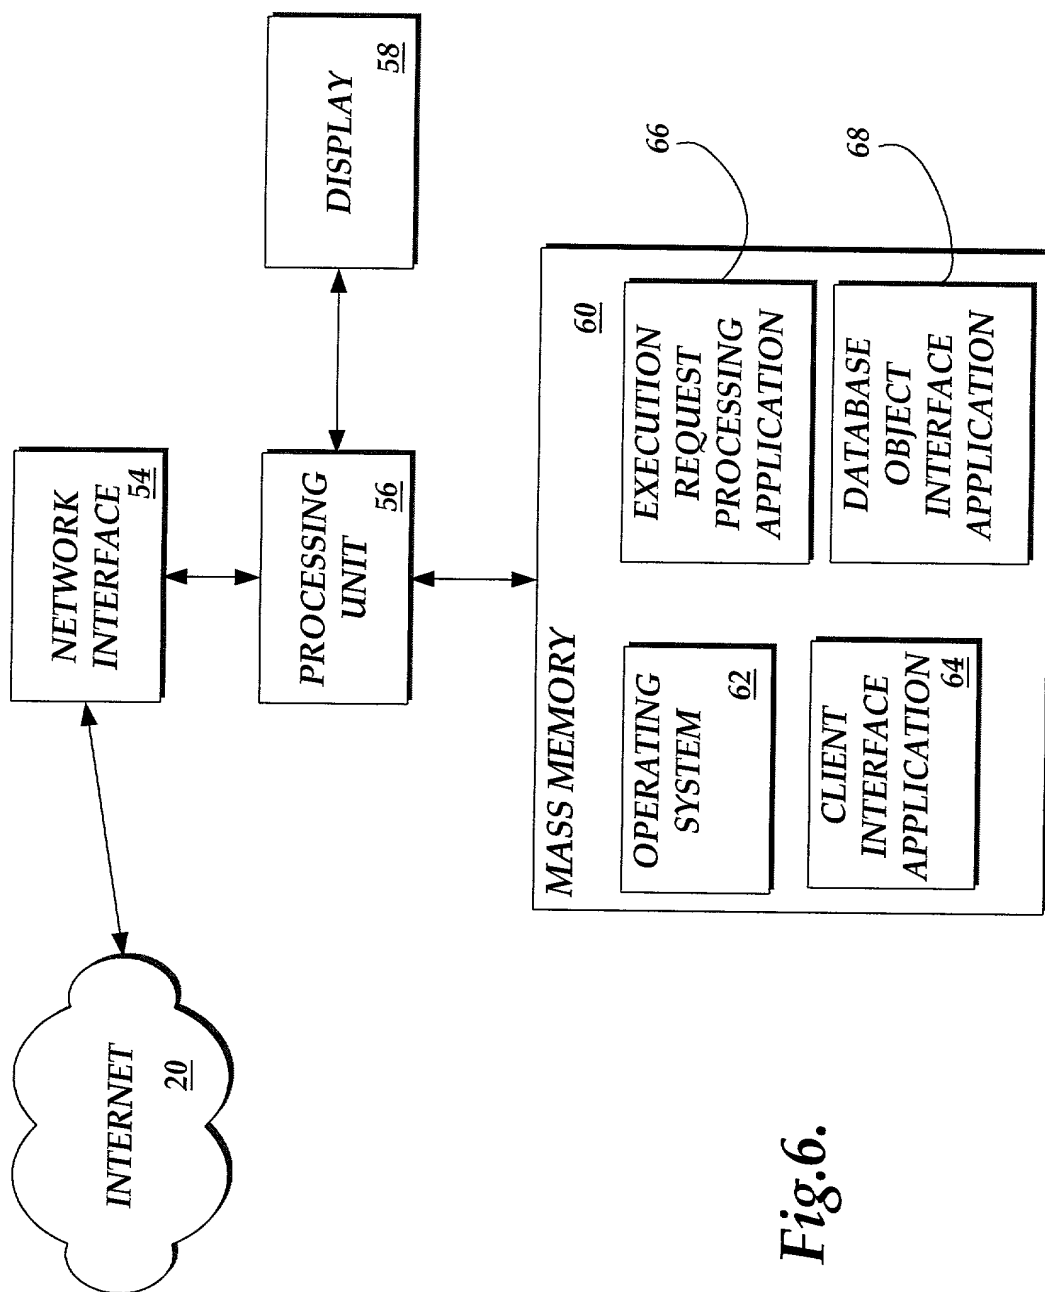 INTERNET
20
NETWORK
INTERFACE
54
PROCESSING
UNIT
56
DISPLAY
58
MASS MEMORY
60
OPERATING
SYSTEM
62
EXECUTION
REQUEST
PROCESSING
APPLICATION
66
CLIENT
INTERFACE
APPLICATION
64
DATABASE
OBJECT
INTERFACE
APPLICATION
68
Fig.6.